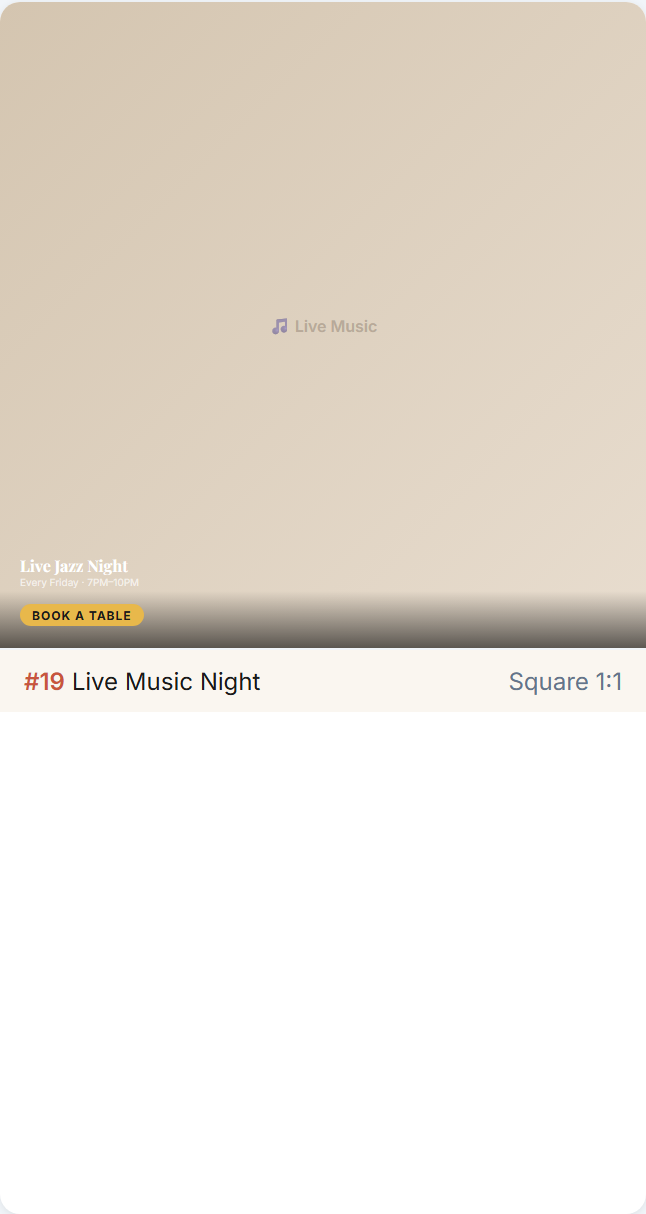 🎵 Live Music
Live Jazz Night
Every Friday · 7PM–10PM
BOOK A TABLE
#19 Live Music Night
Square 1:1